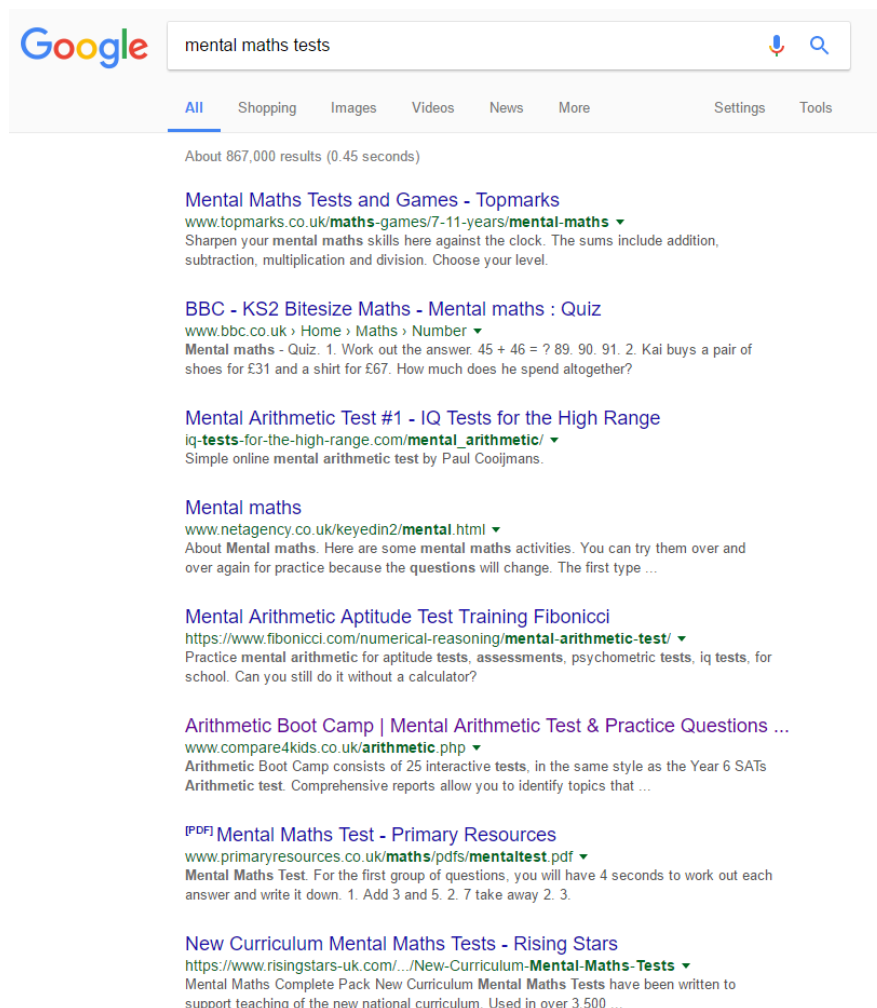 Google
mental maths tests
All Shopping Images Videos News More Settings Tools
About 867,000 results (0.45 seconds)
Mental Maths Tests and Games - Topmarks
www.topmarks.co.uk/maths-games/7-11-years/mental-maths
Sharpen your mental maths skills here against the clock. The sums include addition,
subtraction, multiplication and division. Choose your level.
BBC - KS2 Bitesize Maths - Mental maths : Quiz
www.bbc.co.uk › Home › Maths › Number
Mental maths - Quiz. 1. Work out the answer. 45 + 46 = ? 89. 90. 91. 2. Kai buys a pair of
shoes for £31 and a shirt for £67. How much does he spend altogether?
Mental Arithmetic Test #1 - IQ Tests for the High Range
iq-tests-for-the-high-range.com/mental_arithmetic/
Simple online mental arithmetic test by Paul Cooijmans.
Mental maths
www.netagency.co.uk/keyedin2/mental.html
About Mental maths. Here are some mental maths activities. You can try them over and
over again for practice because the questions will change. The first type ...
Mental Arithmetic Aptitude Test Training Fibonicci
https://www.fibonicci.com/numerical-reasoning/mental-arithmetic-test/
Practice mental arithmetic for aptitude tests, assessments, psychometric tests, iq tests, for
school. Can you still do it without a calculator?
Arithmetic Boot Camp | Mental Arithmetic Test & Practice Questions ...
www.compare4kids.co.uk/arithmetic.php
Arithmetic Boot Camp consists of 25 interactive tests, in the same style as the Year 6 SATs
Arithmetic test. Comprehensive reports allow you to identify topics that ...
[PDF] Mental Maths Test - Primary Resources
www.primaryresources.co.uk/maths/pdfs/mentaltest.pdf
Mental Maths Test. For the first group of questions, you will have 4 seconds to work out each
answer and write it down. 1. Add 3 and 5. 2. 7 take away 2. 3.
New Curriculum Mental Maths Tests - Rising Stars
https://www.risingstars-uk.com/.../New-Curriculum-Mental-Maths-Tests
Mental Maths Complete Pack New Curriculum Mental Maths Tests have been written to
support teaching of the new national curriculum. Used in over 3,500 ...